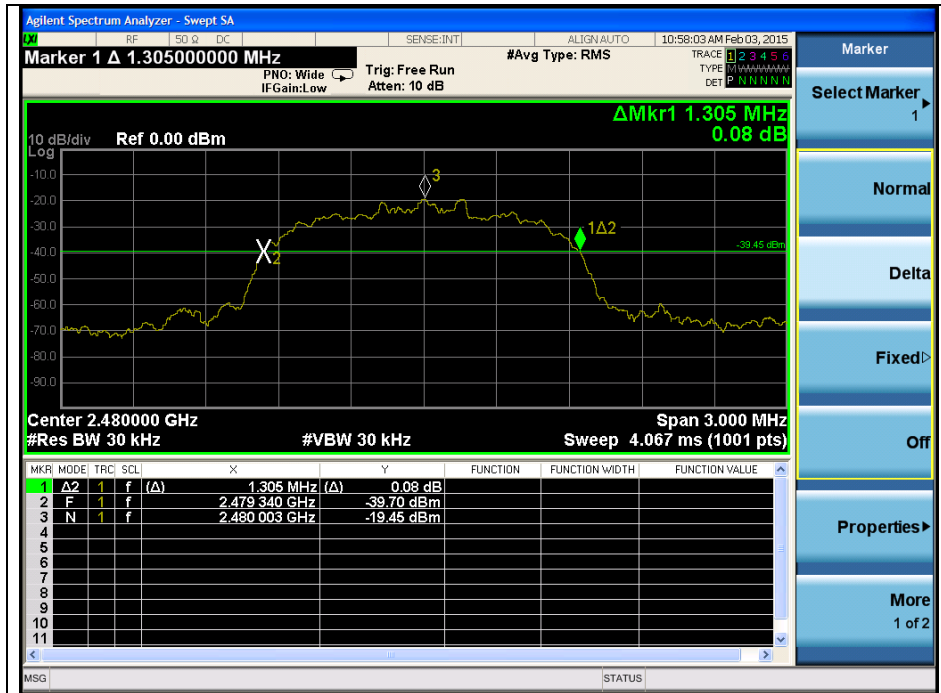 Agilent Spectrum Analyzer - Swept SA
LXI RF 50 Ω DC SENSE:INT ALIGN AUTO 10:58:03 AM Feb 03, 2015
Marker 1 Δ 1.305000000 MHz
PNO: Wide
IFGain:Low
Trig: Free Run
Atten: 10 dB
#Avg Type: RMS
TRACE 1 2 3 4 5 6
TYPE M
DET P N N N N N
ΔMkr1 1.305 MHz
0.08 dB
10 dB/div Ref 0.00 dBm
Log
-10.0
-20.0
-30.0
-40.0
-50.0
-60.0
-70.0
-80.0
-90.0
3
1Δ2
2
-39.45 dBm
Center 2.480000 GHz Span 3.000 MHz
#Res BW 30 kHz #VBW 30 kHz Sweep 4.067 ms (1001 pts)
MKR MODE TRC SCL X Y FUNCTION FUNCTION WIDTH FUNCTION VALUE
1 Δ2 1 f (Δ) 1.305 MHz (Δ) 0.08 dB
2 F 1 f 2.479 340 GHz -39.70 dBm
3 N 1 f 2.480 003 GHz -19.45 dBm
4
5
6
7
8
9
10
11
MSG STATUS
Marker
Select Marker
1
Normal
Delta
Fixed
Off
Properties
More
1 of 2